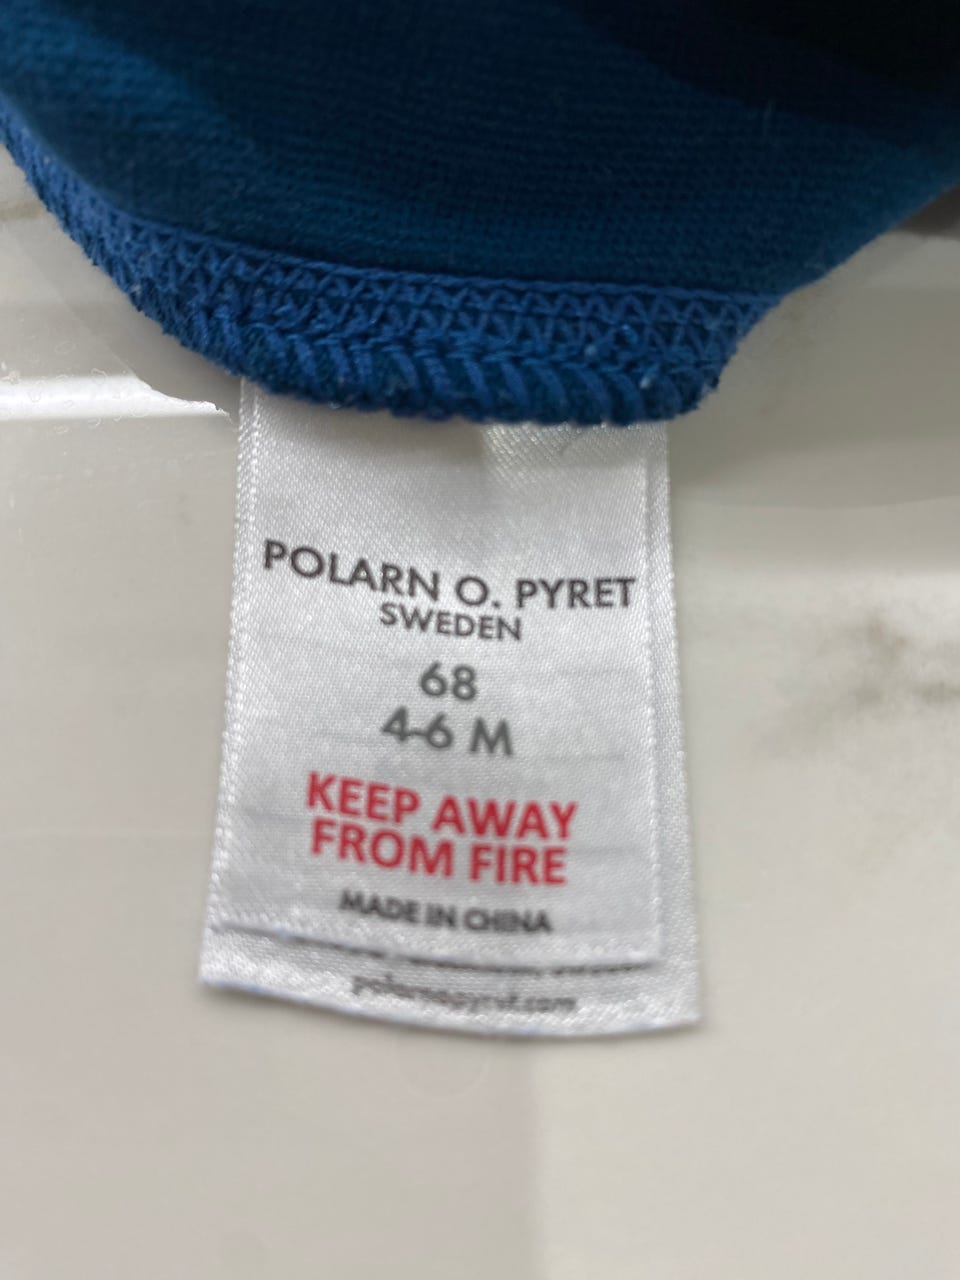 POLARN O. PYRET
SWEDEN
68
4-6 M
KEEP AWAY
FROM FIRE
MADE IN CHINA
polarnopyret.com